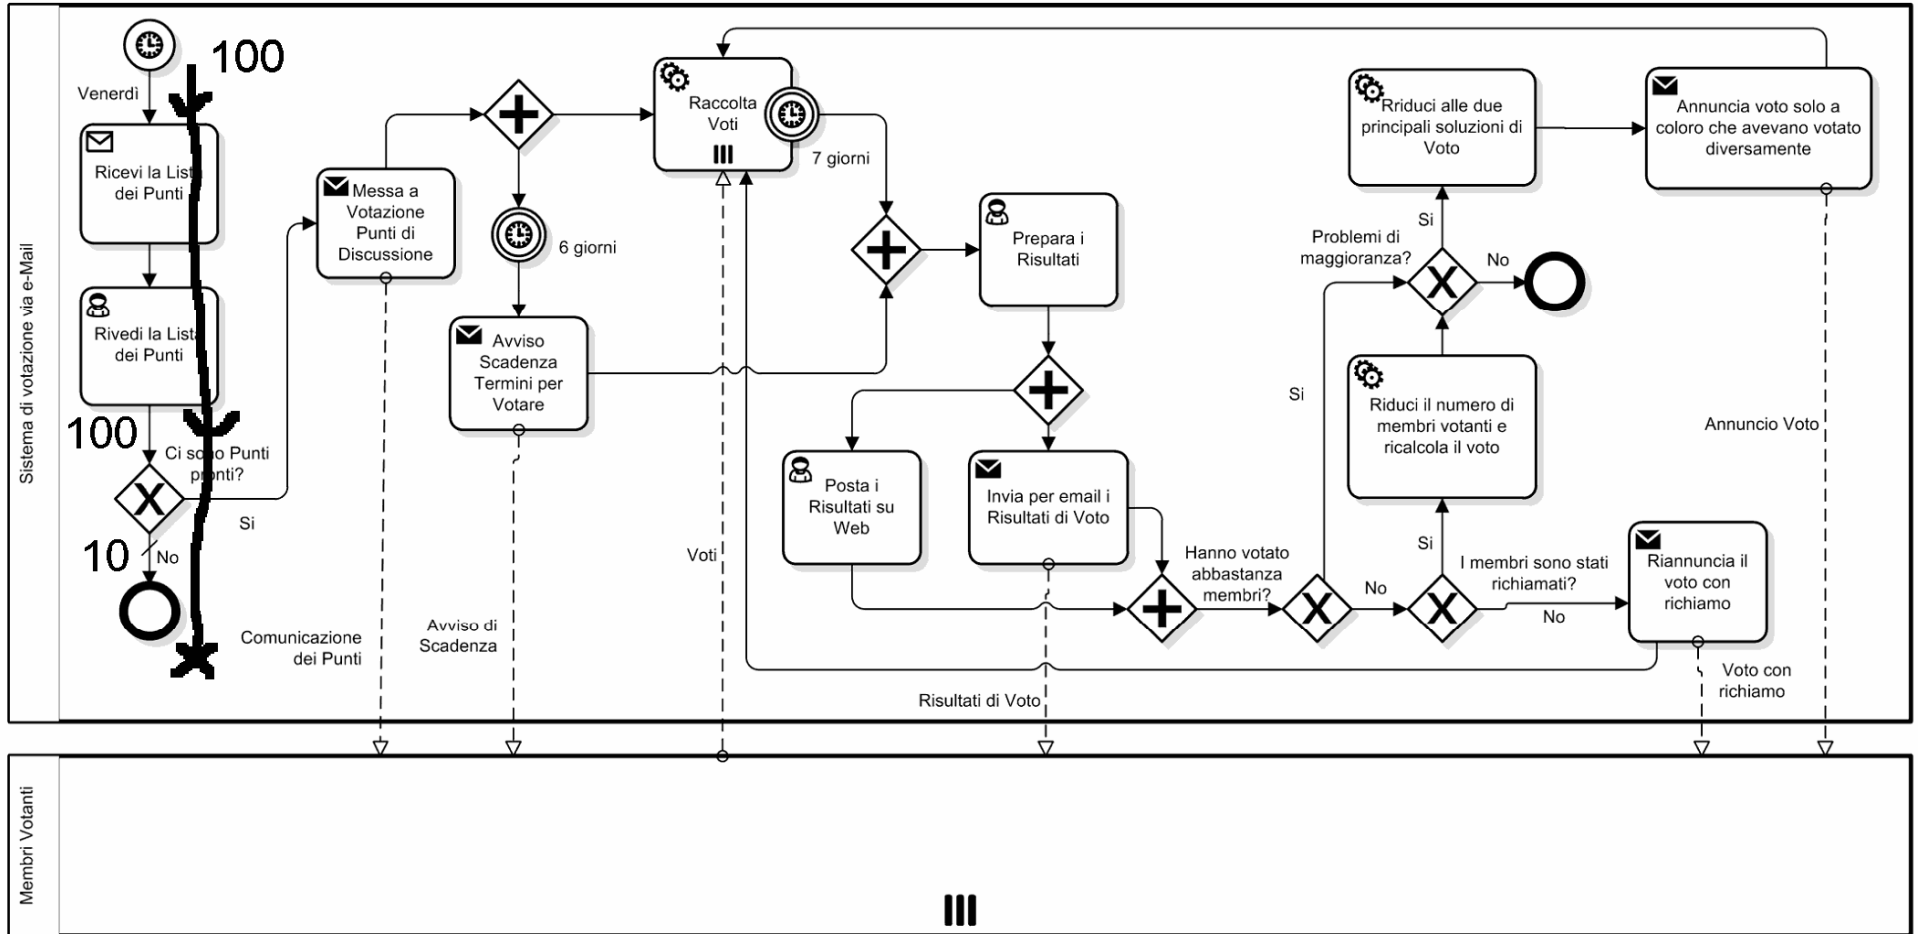 Sistema di votazione via e-Mail
100
Venerdì
Ricevi la Lista
dei Punti
Rivedi la Lista
dei Punti
100
Ci sono Punti
pronti?
Si
10
No
Messa a
Votazione
Punti di
Discussione
Comunicazione
dei Punti
6 giorni
Avviso
Scadenza
Termini per
Votare
Avviso di
Scadenza
Raccolta
Voti
7 giorni
Voti
Prepara i
Risultati
Posta i
Risultati su
Web
Invia per email i
Risultati di Voto
Risultati di Voto
Hanno votato
abbastanza
membri?
Si
No
I membri sono stati
richiamati?
Si
No
Riannuncia il
voto con
richiamo
Voto con
richiamo
Riduci il numero di
membri votanti e
ricalcola il voto
Problemi di
maggioranza?
Si
No
Rriduci alle due
principali soluzioni di
Voto
Annuncia voto solo a
coloro che avevano votato
diversamente
Annuncio Voto
Membri Votanti